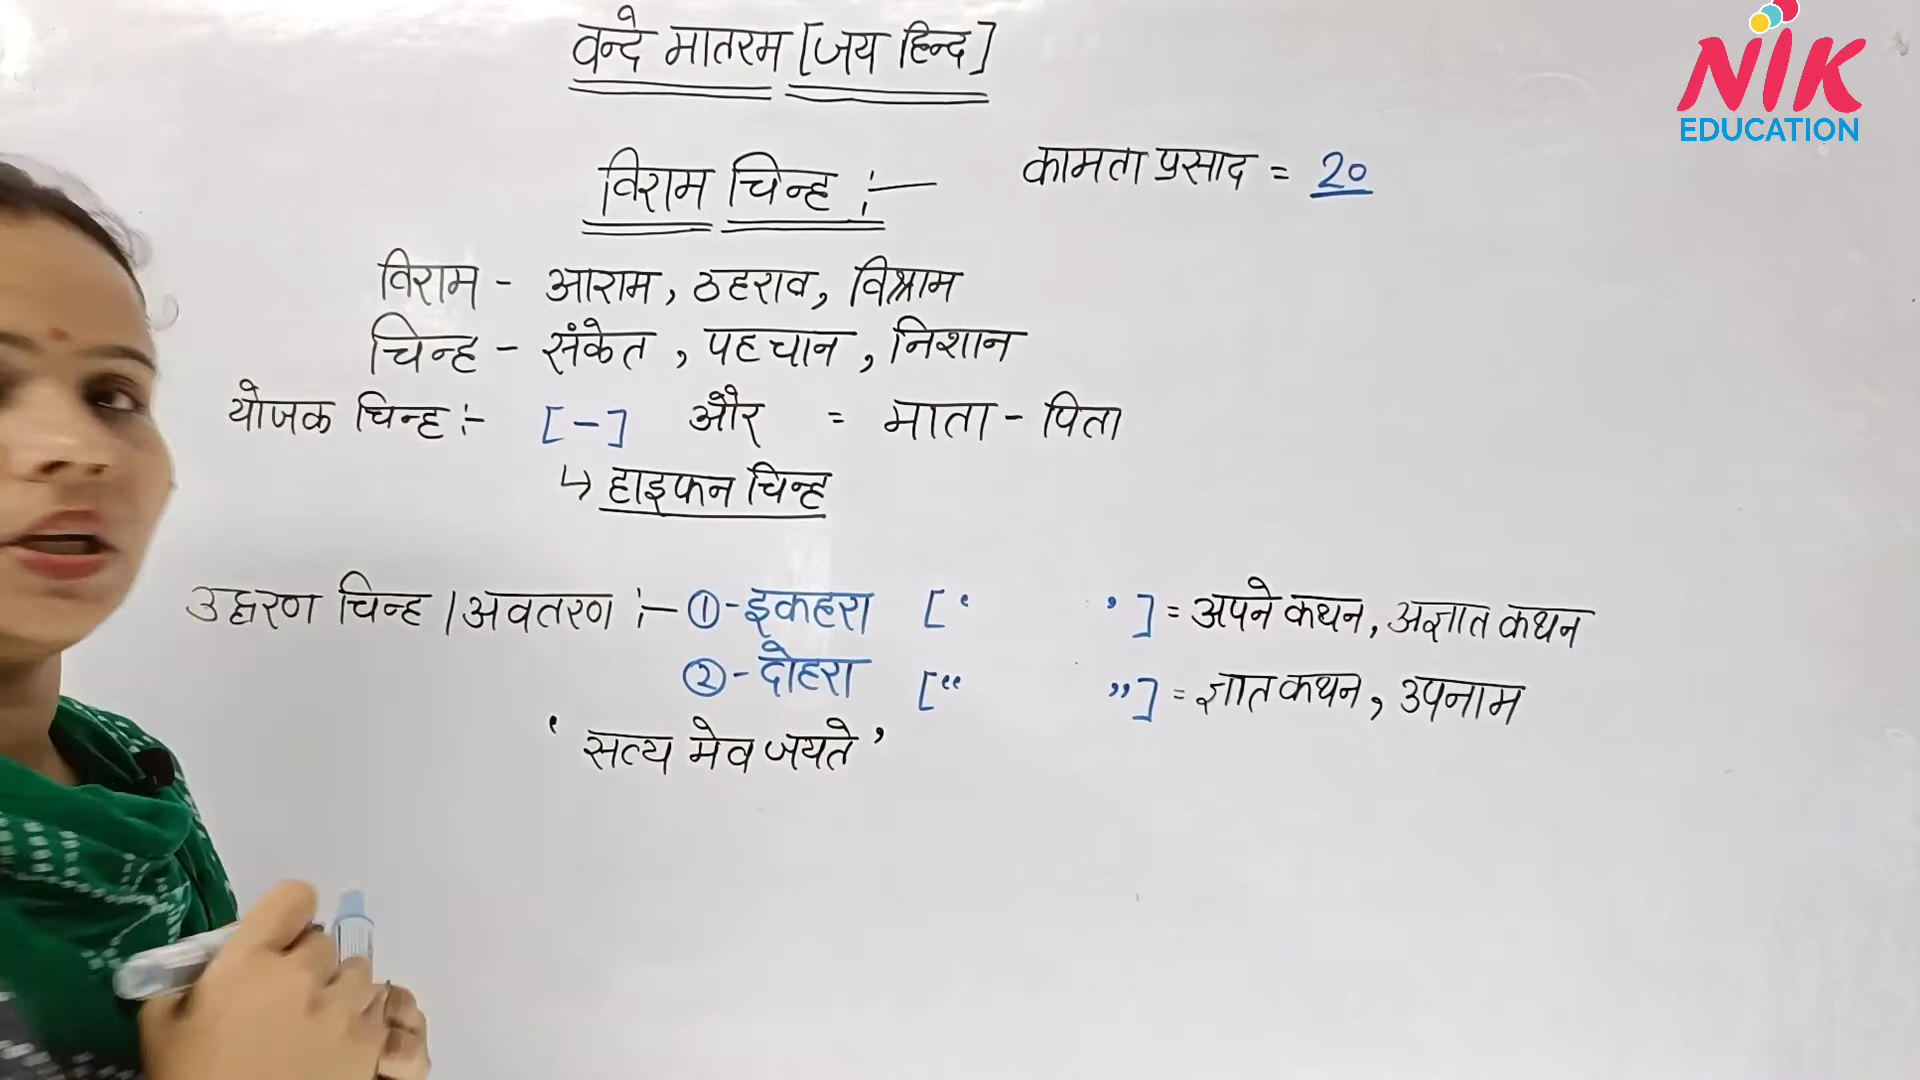 वन्दे मातरम [जय हिन्द]
NIK
EDUCATION
विराम चिन्ह :—
कामता प्रसाद = 20
विराम - आराम, ठहराव, विश्राम
चिन्ह - संकेत, पहचान, निशान
योजक चिन्ह :- [-] और = माता - पिता
↳ हाइफन चिन्ह
उद्धरण चिन्ह / अवतरण :— ①-इकहरा [‘ ’] = अपने कथन, अज्ञात कथन
②-दोहरा [“ ”] = ज्ञात कथन, उपनाम
‘सत्य मेव जयते’